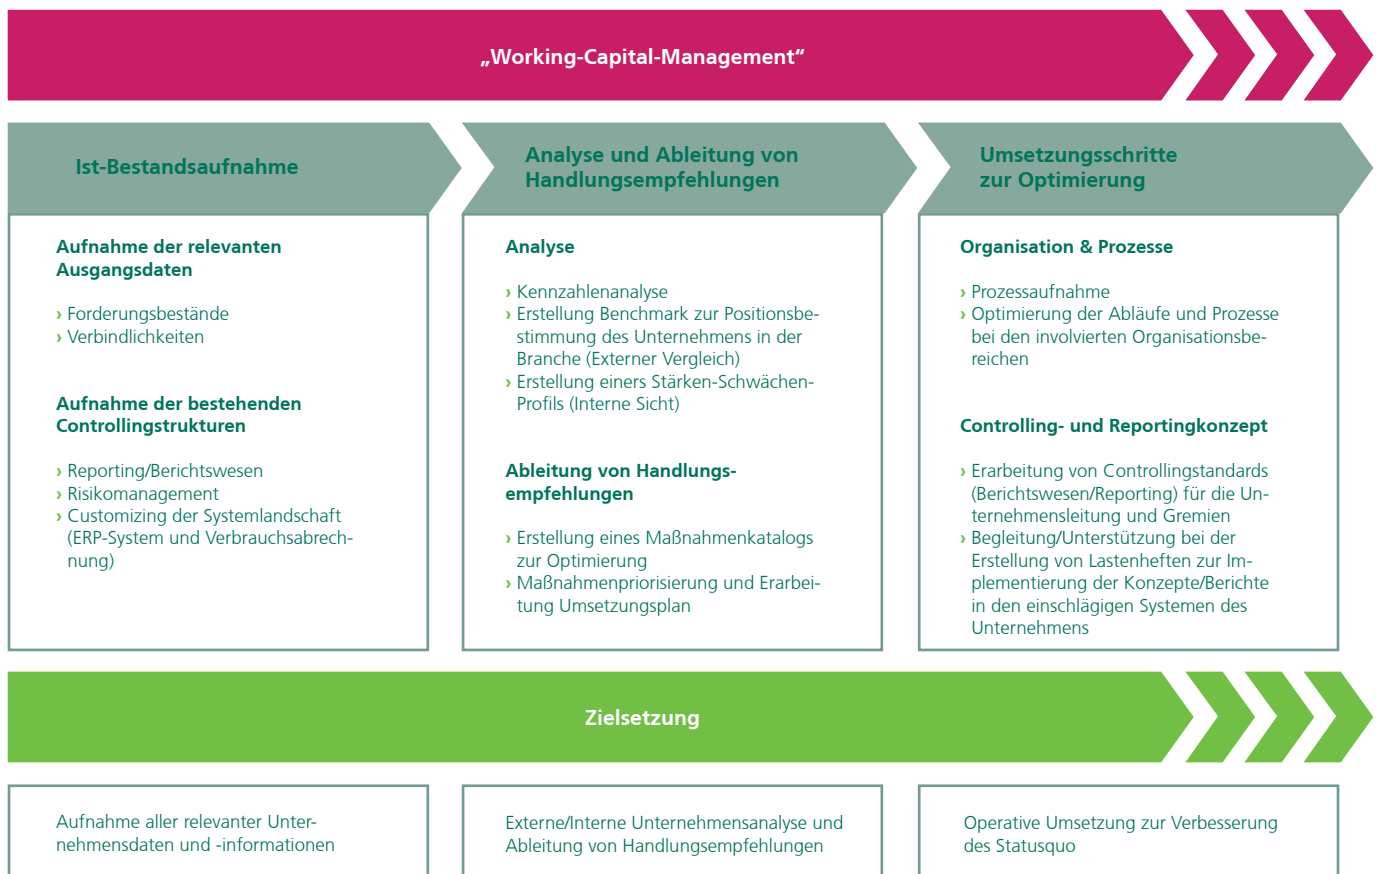 „Working-Capital-Management“
Ist-Bestandsaufnahme
Aufnahme der relevanten
Ausgangsdaten
› Forderungsbestände
› Verbindlichkeiten
Aufnahme der bestehenden
Controllingstrukturen
› Reporting/Berichtswesen
› Risikomanagement
› Customizing der Systemlandschaft
(ERP-System und Verbrauchsabrech-
nung)
Analyse und Ableitung von
Handlungsempfehlungen
Analyse
› Kennzahlenanalyse
› Erstellung Benchmark zur Positionsbe-
stimmung des Unternehmens in der
Branche (Externer Vergleich)
› Erstellung einers Stärken-Schwächen-
Profils (Interne Sicht)
Ableitung von Handlungs-
empfehlungen
› Erstellung eines Maßnahmenkatalogs
zur Optimierung
› Maßnahmenpriorisierung und Erarbei-
tung Umsetzungsplan
Umsetzungsschritte
zur Optimierung
Organisation & Prozesse
› Prozessaufnahme
› Optimierung der Abläufe und Prozesse
bei den involvierten Organisationsbe-
reichen
Controlling- und Reportingkonzept
› Erarbeitung von Controllingstandards
(Berichtswesen/Reporting) für die Un-
ternehmensleitung und Gremien
› Begleitung/Unterstützung bei der
Erstellung von Lastenheften zur Im-
plementierung der Konzepte/Berichte
in den einschlägigen Systemen des
Unternehmens
Zielsetzung
Aufnahme aller relevanter Unter-
nehmensdaten und -informationen
Externe/Interne Unternehmensanalyse und
Ableitung von Handlungsempfehlungen
Operative Umsetzung zur Verbesserung
des Statusquo